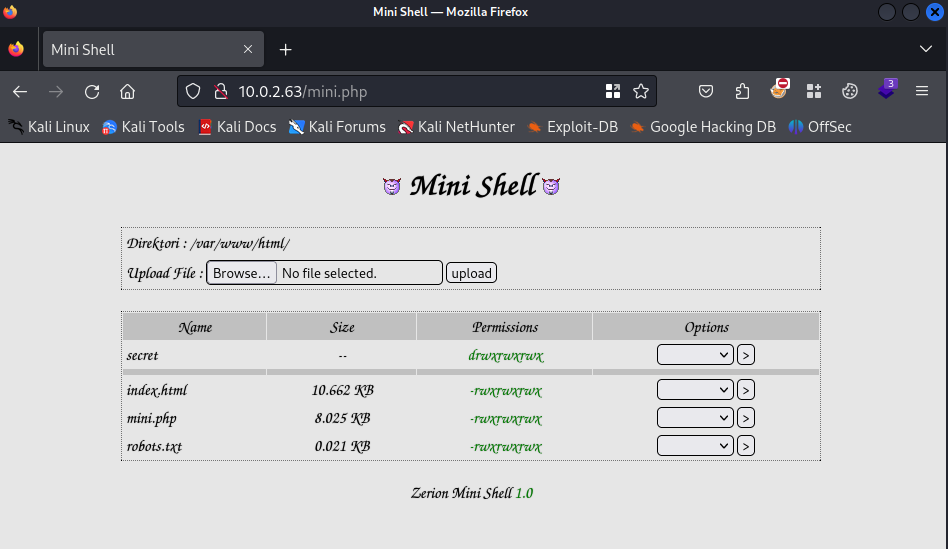 Mini Shell — Mozilla Firefox
Mini Shell
10.0.2.63/mini.php
3
Kali Linux Kali Tools Kali Docs Kali Forums Kali NetHunter Exploit-DB Google Hacking DB OffSec
Mini Shell
Direktori : /var/www/html/
Upload File : Browse... No file selected. upload
Name Size Permissions Options
secret -- drwxrwxrwx >
index.html 10.662 KB -rwxrwxrwx >
mini.php 8.025 KB -rwxrwxrwx >
robots.txt 0.021 KB -rwxrwxrwx >
Zerion Mini Shell 1.0